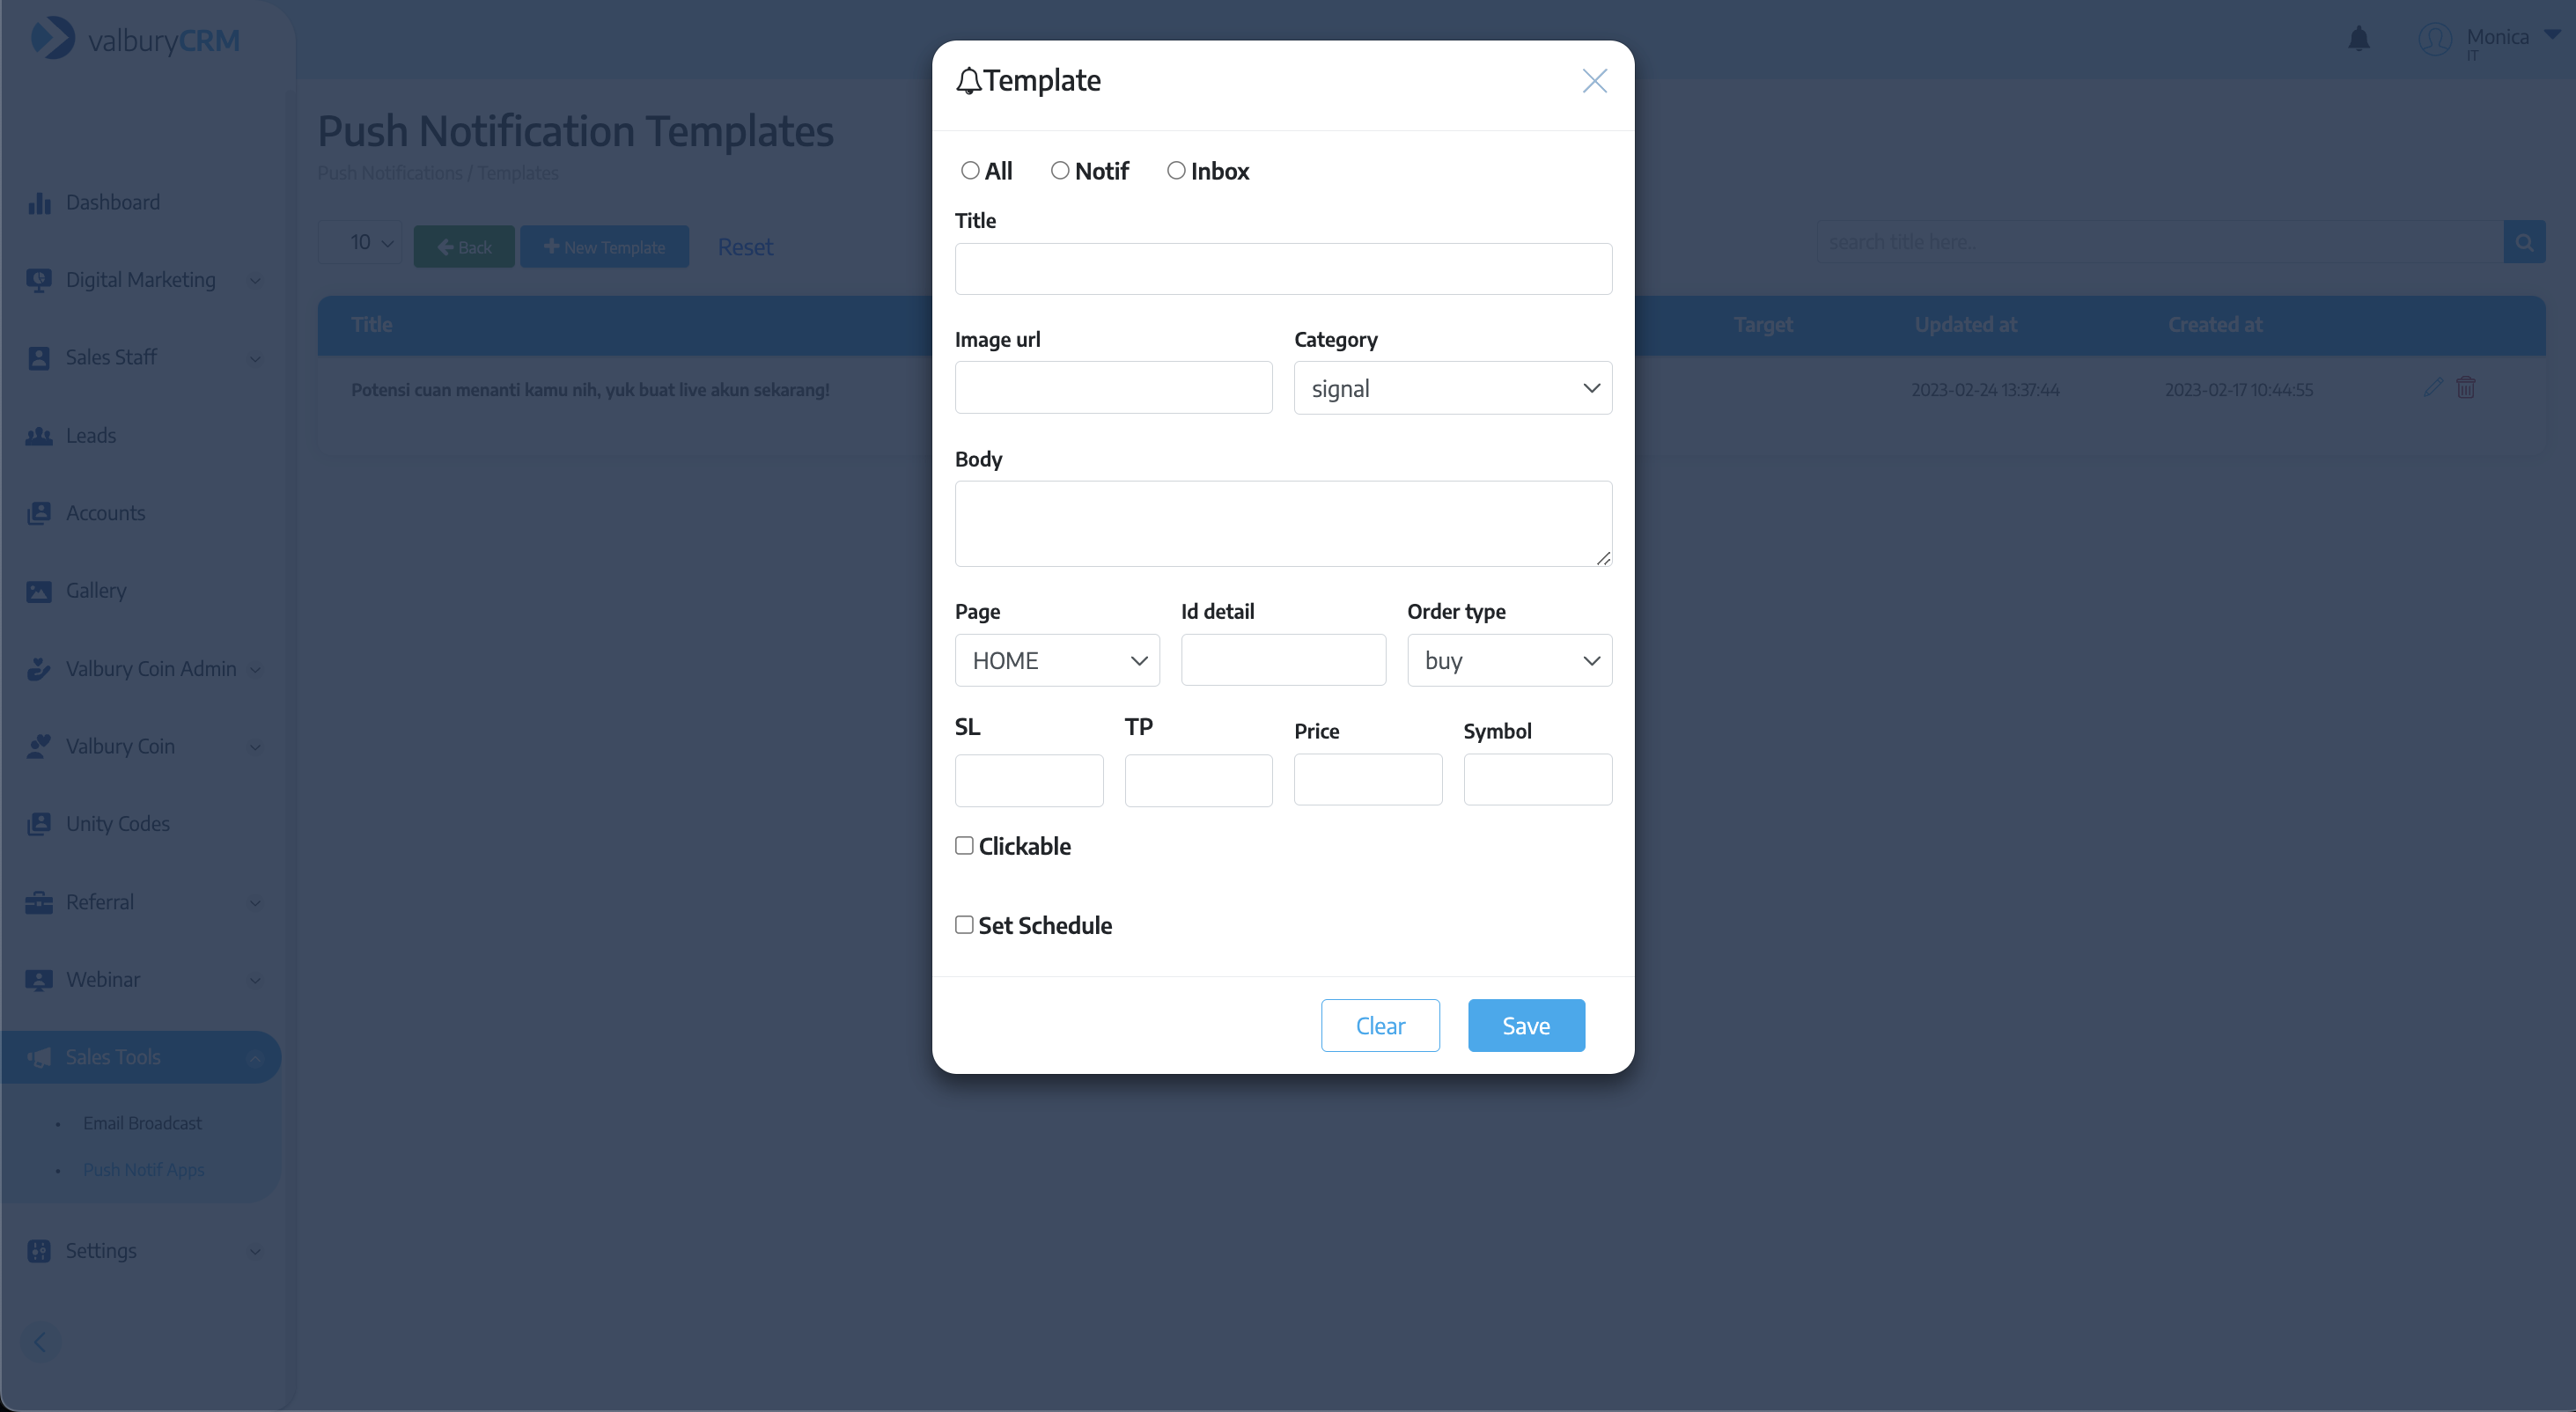 valburyCRM
Monica
IT
Dashboard
Digital Marketing
Sales Staff
Leads
Accounts
Gallery
Valbury Coin Admin
Valbury Coin
Unity Codes
Referral
Webinar
Sales Tools
Email Broadcast
Push Notif Apps
Settings
Push Notification Templates
Push Notifications / Templates
10 Back New Template Reset search title here..
Title Target Updated at Created at
Potensi cuan menanti kamu nih, yuk buat live akun sekarang! 2023-02-24 13:37:44 2023-02-17 10:44:55
Template
All Notif Inbox
Title
Image url Category
signal
Body
Page Id detail Order type
HOME buy
SL TP Price Symbol
Clickable
Set Schedule
Clear Save